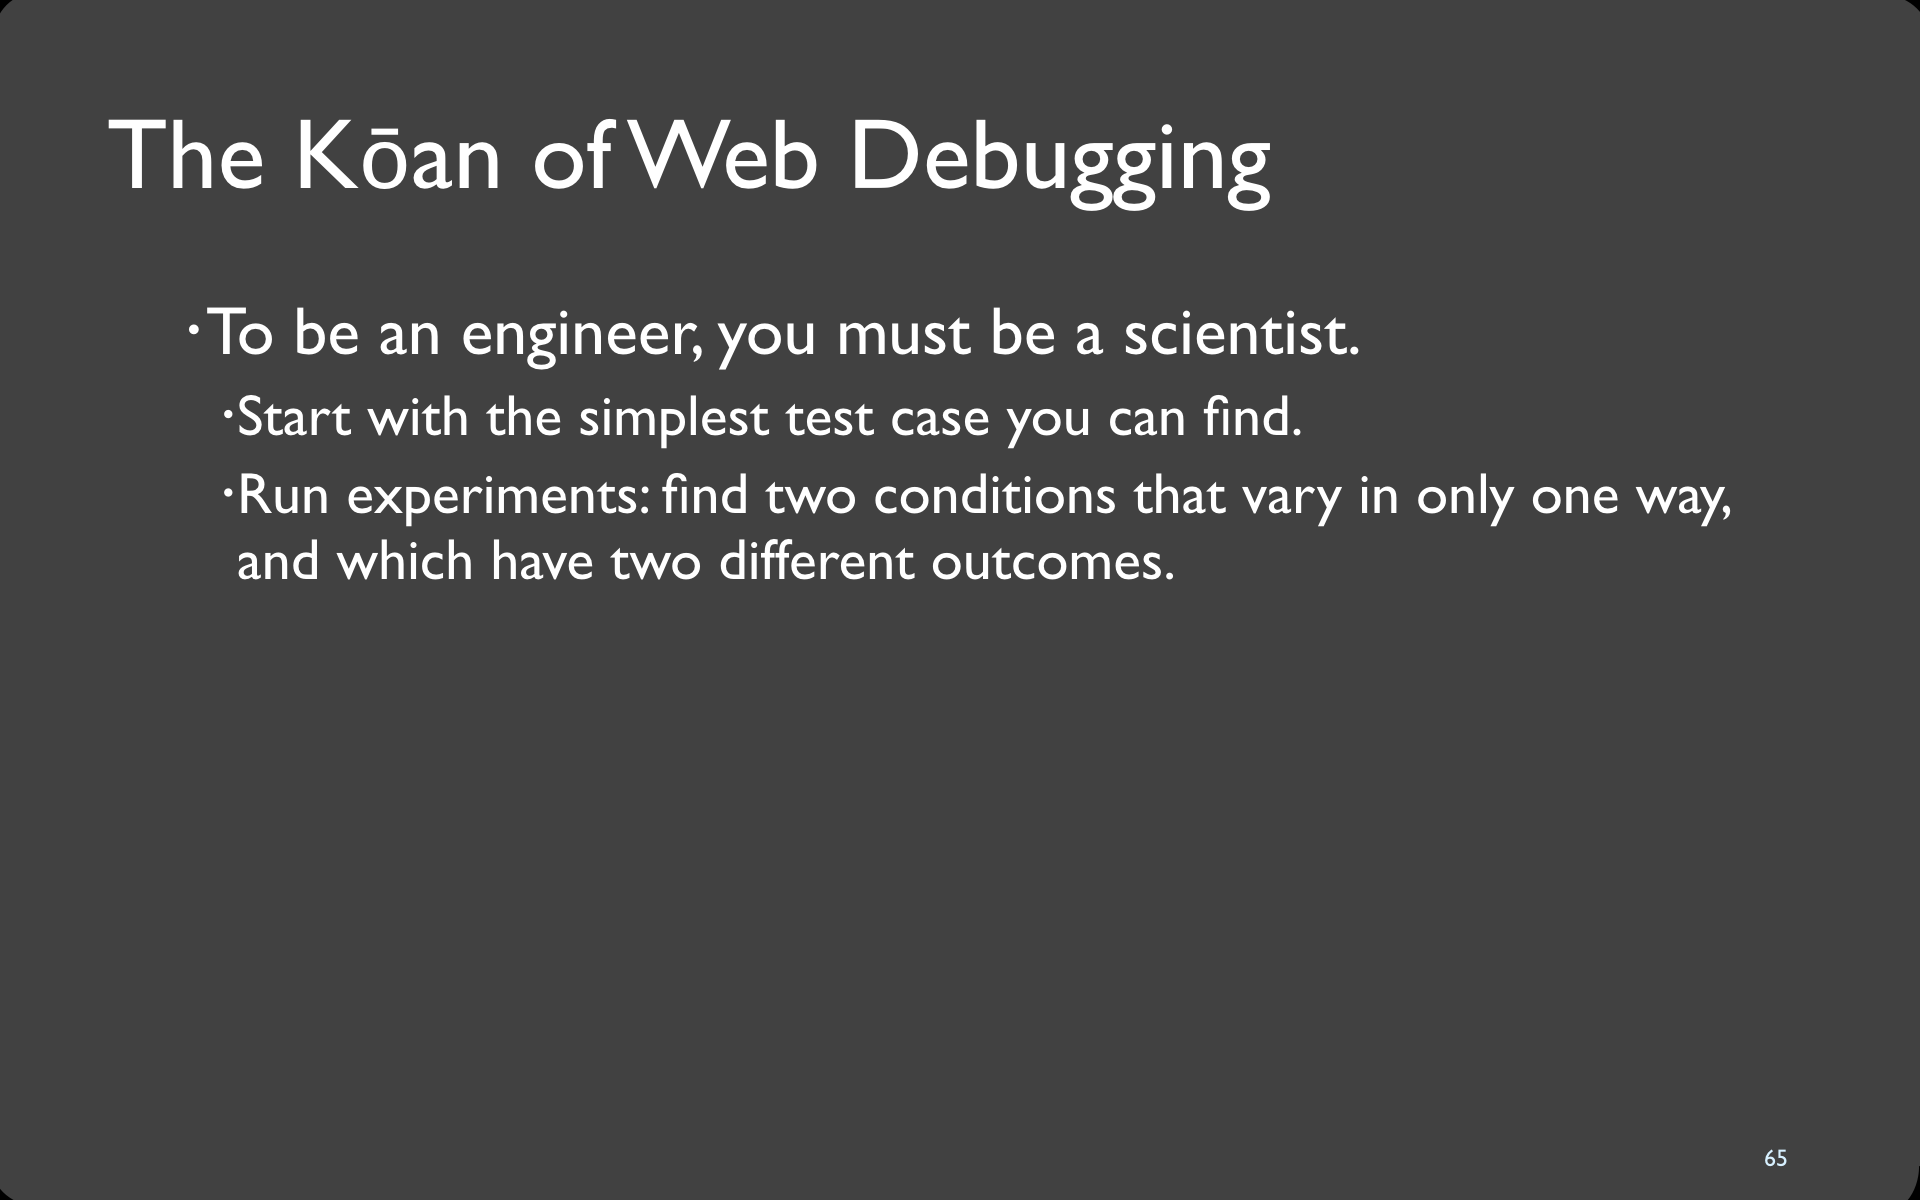 The Kōan of Web Debugging
·To be an engineer, you must be a scientist.
·Start with the simplest test case you can find.
·Run experiments: find two conditions that vary in only one way,
and which have two different outcomes.
65